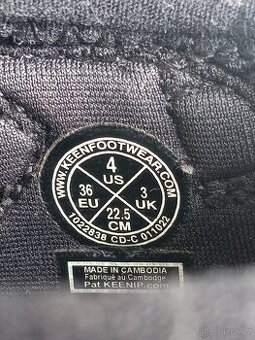 WWW.KEENFOOTWEAR.COM
4
US
36
EU
3
UK
22.5
CM
1022838 CD-C 011022
MADE IN CAMBODIA
Fabriqué au Cambodge
Pat KEENIP.com